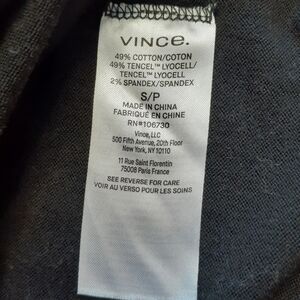 VINCE.
49% COTTON/COTON
49% TENCEL™ LYOCELL/
TENCEL™ LYOCELL
2% SPANDEX/SPANDEX
S/P
MADE IN CHINA
FABRIQUÉ EN CHINE
RN#106730
Vince, LLC
500 Fifth Avenue, 20th Floor
New York, NY 10110
11 Rue Saint Florentin
75008 Paris France
SEE REVERSE FOR CARE
VOIR AU VERSO POUR LES SOINS